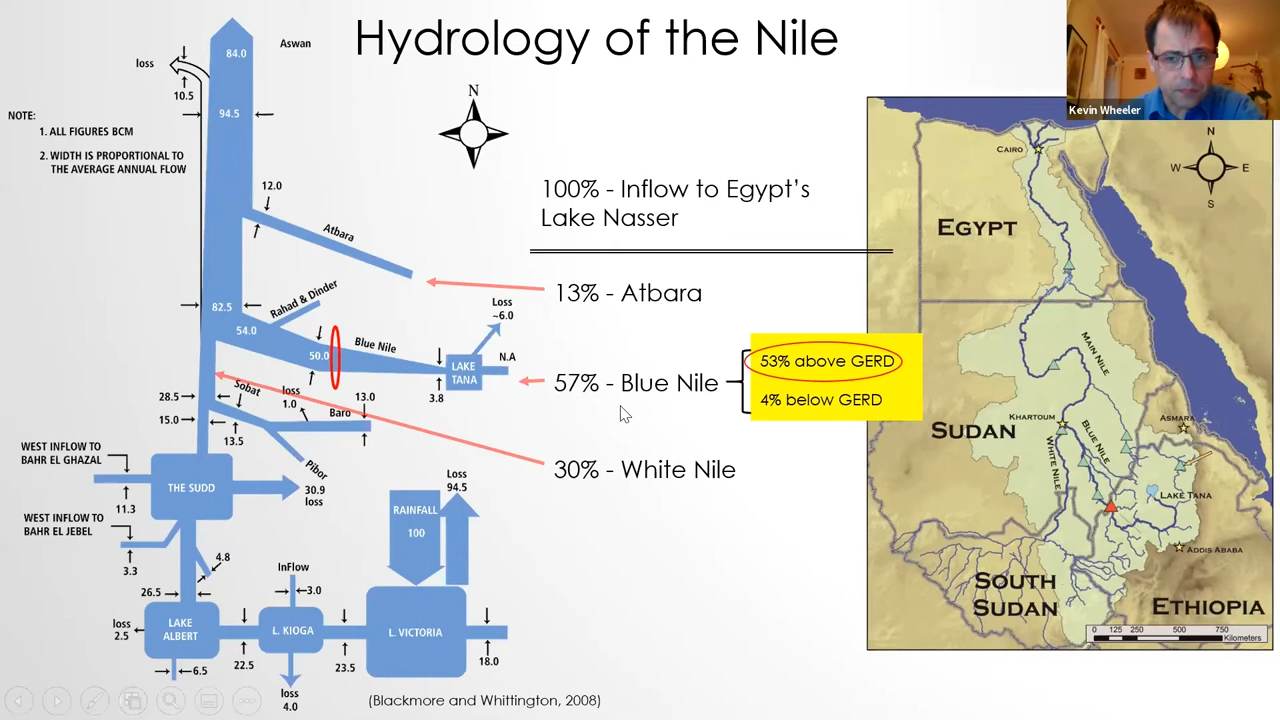 Hydrology of the Nile
Kevin Wheeler
84.0
Aswan
loss
10.5
94.5
NOTE:
1. ALL FIGURES BCM
2. WIDTH IS PROPORTIONAL TO
THE AVERAGE ANNUAL FLOW
12.0
Atbara
82.5
Rahad & Dinder
54.0
50.0
Blue Nile
Loss
~6.0
LAKE
TANA
N.A
3.8
28.5
15.0
Sobat
loss
1.0
Baro
13.0
13.5
Pibor
WEST INFLOW TO
BAHR EL GHAZAL
11.3
THE SUDD
30.9
loss
WEST INFLOW TO
BAHR EL JEBEL
3.3
4.8
26.5
RAINFALL
100
Loss
94.5
InFlow
3.0
loss
2.5
LAKE
ALBERT
6.5
22.5
L. KIOGA
loss
4.0
23.5
L. VICTORIA
18.0
N
100% - Inflow to Egypt’s
Lake Nasser
13% - Atbara
57% - Blue Nile
53% above GERD
4% below GERD
30% - White Nile
(Blackmore and Whittington, 2008)
CAIRO
N
W
E
S
EGYPT
MAIN NILE
KHARTOUM
ASMARA
SUDAN
WHITE NILE
BLUE NILE
LAKE TANA
ADDIS ABABA
SOUTH
SUDAN
ETHIOPIA
0 125 250 500 750
Kilometers